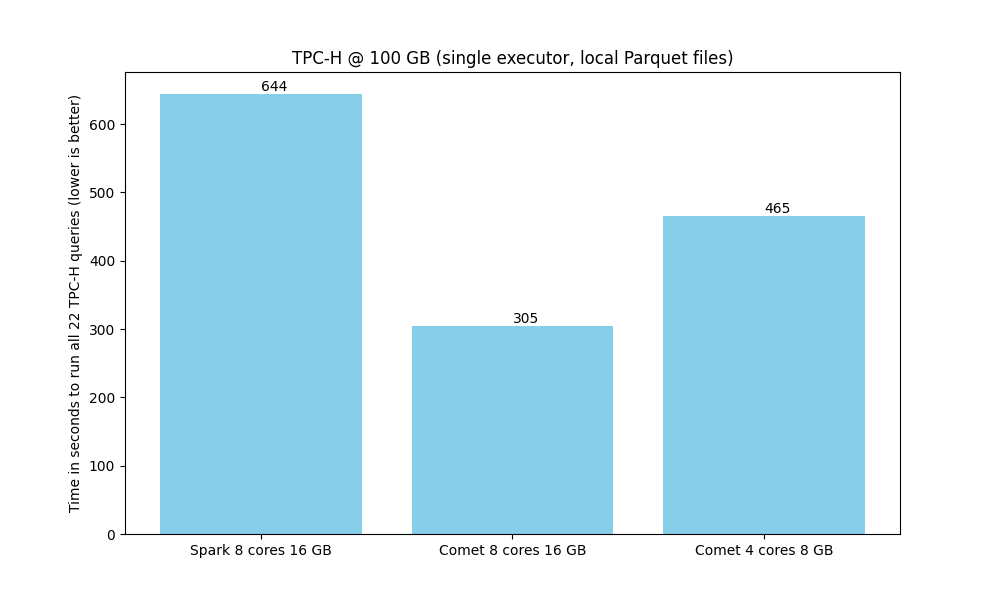 TPC-H @ 100 GB (single executor, local Parquet files)
Time in seconds to run all 22 TPC-H queries (lower is better)
600
500
400
300
200
100
0
644
305
465
Spark 8 cores 16 GB
Comet 8 cores 16 GB
Comet 4 cores 8 GB